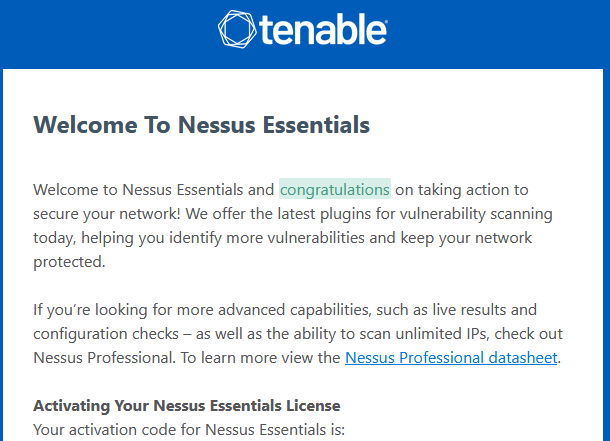 tenable
Welcome To Nessus Essentials
Welcome to Nessus Essentials and congratulations on taking action to
secure your network! We offer the latest plugins for vulnerability scanning
today, helping you identify more vulnerabilities and keep your network
protected.
If you’re looking for more advanced capabilities, such as live results and
configuration checks – as well as the ability to scan unlimited IPs, check out
Nessus Professional. To learn more view the Nessus Professional datasheet.
Activating Your Nessus Essentials License
Your activation code for Nessus Essentials is: